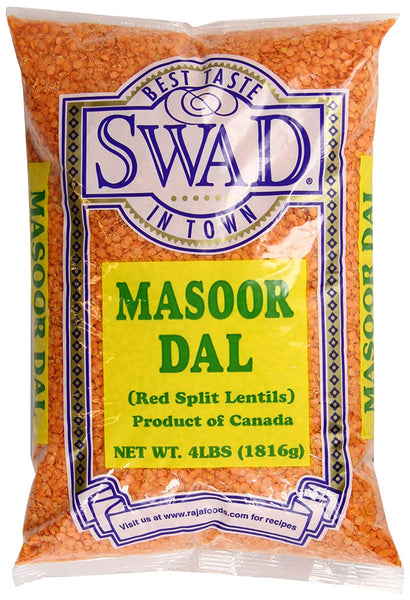 BEST TASTE
SWAD®
IN TOWN
MASOOR DAL
MASOOR
DAL
(Red Split Lentils)
Product of Canada
NET WT. 4LBS (1816g)
MASOOR DAL
Visit us at www.rajafoods.com for recipes